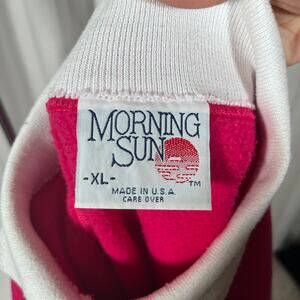 MORNING
SUN
-XL-
TM
MADE IN U.S.A.
CARE OVER